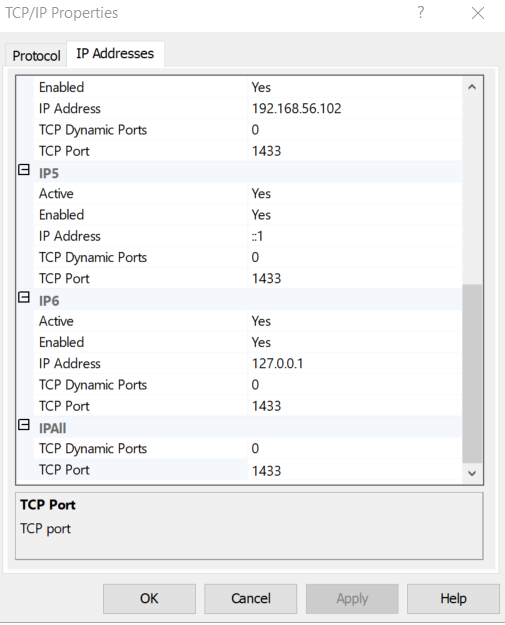 TCP/IP Properties ?
Protocol IP Addresses
Enabled Yes
IP Address 192.168.56.102
TCP Dynamic Ports 0
TCP Port 1433
IP5
Active Yes
Enabled Yes
IP Address ::1
TCP Dynamic Ports 0
TCP Port 1433
IP6
Active Yes
Enabled Yes
IP Address 127.0.0.1
TCP Dynamic Ports 0
TCP Port 1433
IPAll
TCP Dynamic Ports 0
TCP Port 1433
TCP Port
TCP port
OK Cancel Apply Help